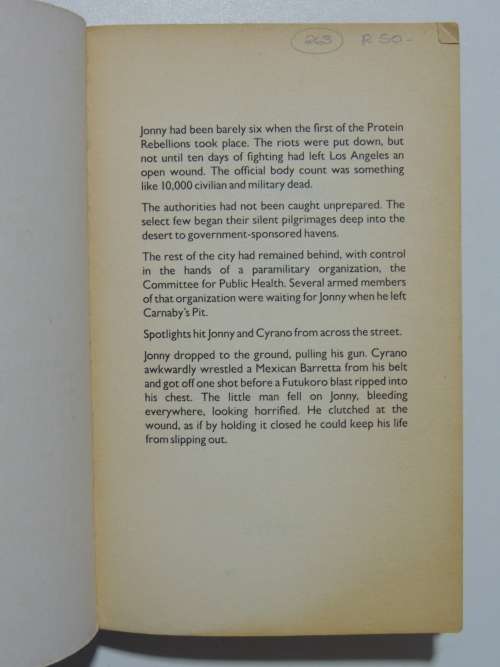 263 R50-
Jonny had been barely six when the first of the Protein
Rebellions took place. The riots were put down, but
not until ten days of fighting had left Los Angeles an
open wound. The official body count was something
like 10,000 civilian and military dead.
The authorities had not been caught unprepared. The
select few began their silent pilgrimages deep into the
desert to government-sponsored havens.
The rest of the city had remained behind, with control
in the hands of a paramilitary organization, the
Committee for Public Health. Several armed members
of that organization were waiting for Jonny when he left
Carnaby's Pit.
Spotlights hit Jonny and Cyrano from across the street.
Jonny dropped to the ground, pulling his gun. Cyrano
awkwardly wrestled a Mexican Barretta from his belt
and got off one shot before a Futukoro blast ripped into
his chest. The little man fell on Jonny, bleeding
everywhere, looking horrified. He clutched at the
wound, as if by holding it closed he could keep his life
from slipping out.